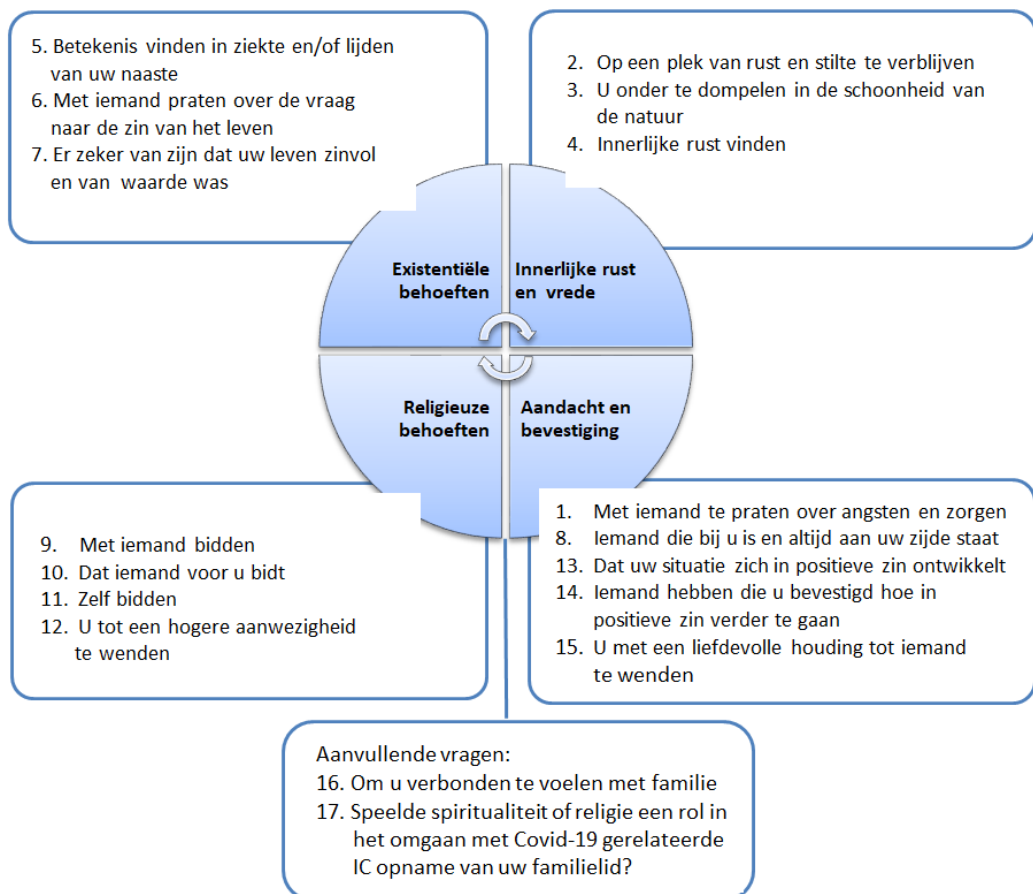 5. Betekenis vinden in ziekte en/of lijden
van uw naaste
6. Met iemand praten over de vraag
naar de zin van het leven
7. Er zeker van zijn dat uw leven zinvol
en van waarde was
2. Op een plek van rust en stilte te verblijven
3. U onder te dompelen in de schoonheid van
de natuur
4. Innerlijke rust vinden
Existentiële
behoeften
Innerlijke rust
en vrede
Religieuze
behoeften
Aandacht en
bevestiging
9. Met iemand bidden
10. Dat iemand voor u bidt
11. Zelf bidden
12. U tot een hogere aanwezigheid
te wenden
1. Met iemand te praten over angsten en zorgen
8. Iemand die bij u is en altijd aan uw zijde staat
13. Dat uw situatie zich in positieve zin ontwikkelt
14. Iemand hebben die u bevestigd hoe in
positieve zin verder te gaan
15. U met een liefdevolle houding tot iemand
te wenden
Aanvullende vragen:
16. Om u verbonden te voelen met familie
17. Speelde spiritualiteit of religie een rol in
het omgaan met Covid-19 gerelateerde
IC opname van uw familielid?